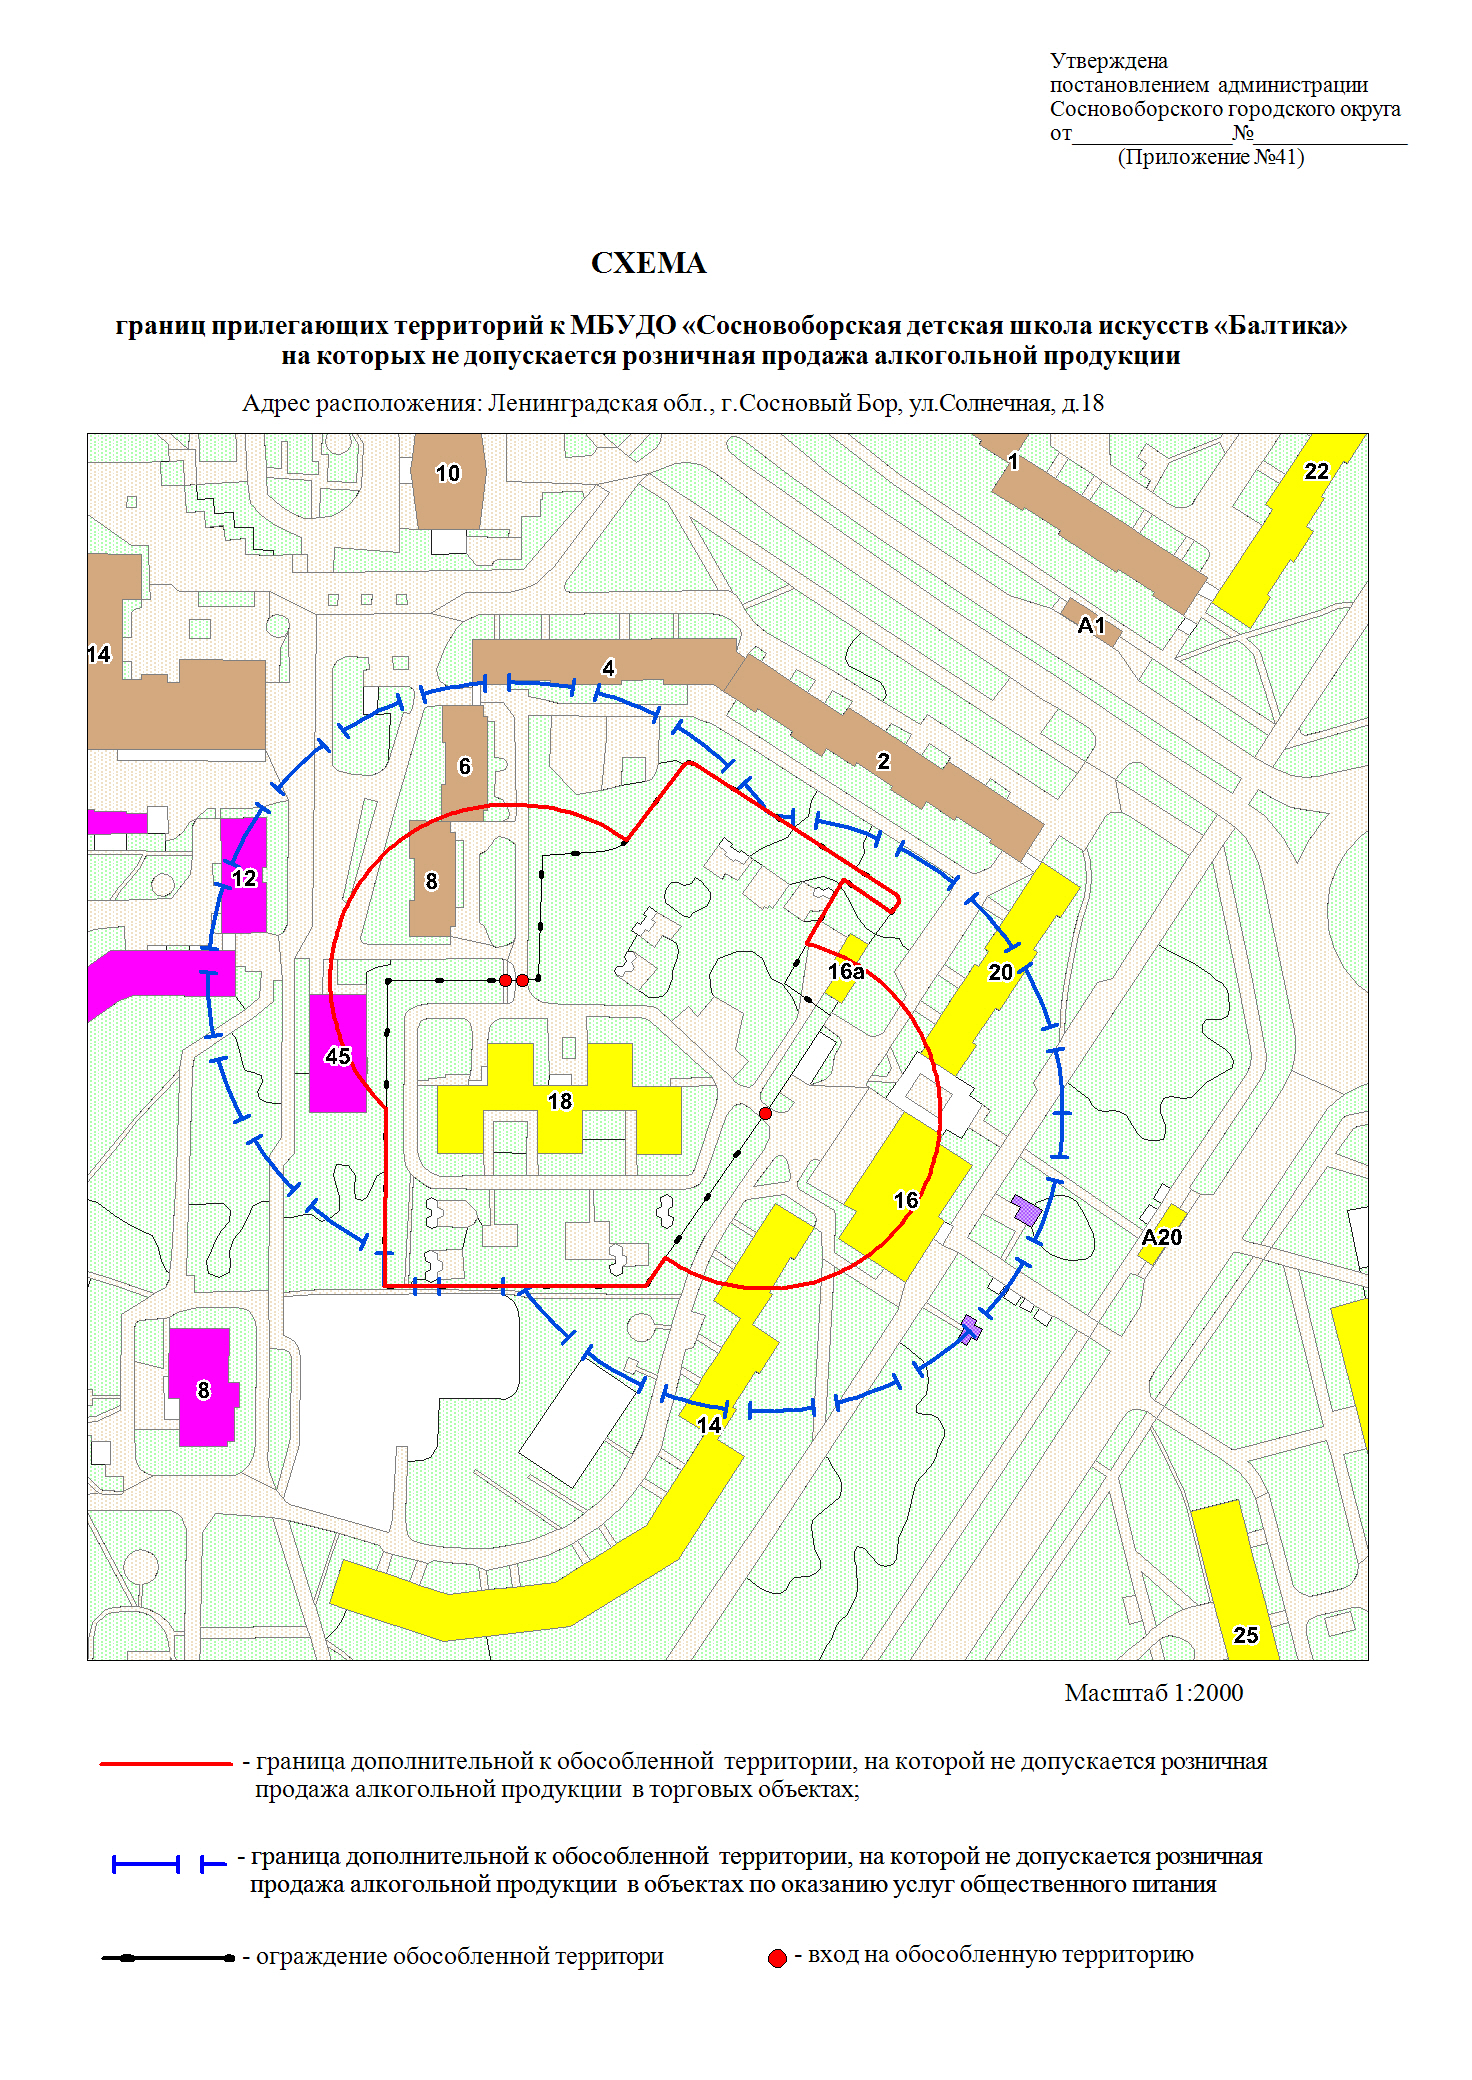 Утверждена
постановлением администрации
Сосновоборского городского округа
от______________№______________
(Приложение №41)
СХЕМА
границ прилегающих территорий к МБУДО «Сосновоборская детская школа искусств «Балтика»
на которых не допускается розничная продажа алкогольной продукции
Адрес расположения: Ленинградская обл., г.Сосновый Бор, ул.Солнечная, д.18
10
1
22
14
4
А1
6
2
8
12
16а
20
45
18
16
А20
8
14
25
Масштаб 1:2000
- граница дополнительной к обособленной территории, на которой не допускается розничная
продажа алкогольной продукции в торговых объектах;
- граница дополнительной к обособленной территории, на которой не допускается розничная
продажа алкогольной продукции в объектах по оказанию услуг общественного питания
- ограждение обособленной территори
- вход на обособленную территорию